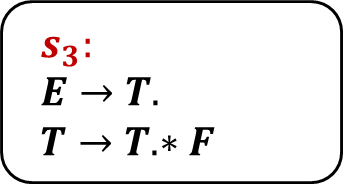 s₃:
E → T.
T → T.* F